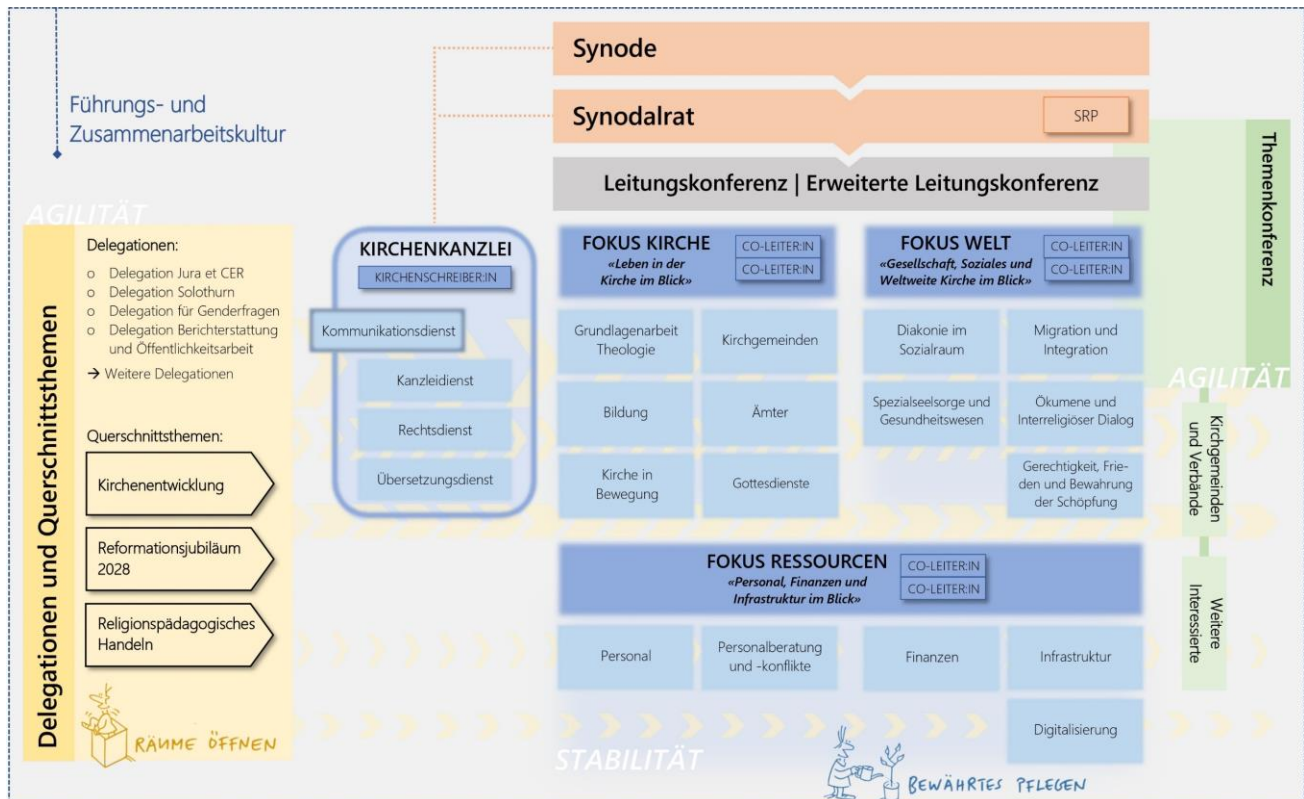 Führungs- und
Zusammenarbeitskultur
Synode
Synodalrat
SRP
Leitungskonferenz | Erweiterte Leitungskonferenz
Themenkonferenz
AGILITÄT
Delegationen und Querschnittsthemen
Delegationen:
o Delegation Jura et CER
o Delegation Solothurn
o Delegation für Genderfragen
o Delegation Berichterstattung
und Öffentlichkeitsarbeit
→ Weitere Delegationen
Querschnittsthemen:
Kirchenentwicklung
Reformationsjubiläum
2028
Religionspädagogisches
Handeln
RÄUME ÖFFNEN
KIRCHENKANZLEI
KIRCHENSCHREIBER:IN
Kommunikationsdienst
Kanzleidienst
Rechtsdienst
Übersetzungsdienst
FOKUS KIRCHE
«Leben in der
Kirche im Blick»
CO-LEITER:IN
CO-LEITER:IN
Grundlagenarbeit
Theologie
Kirchgemeinden
Bildung
Ämter
Kirche in
Bewegung
Gottesdienste
FOKUS WELT
«Gesellschaft, Soziales und
Weltweite Kirche im Blick»
CO-LEITER:IN
CO-LEITER:IN
Diakonie im
Sozialraum
Migration und
Integration
Spezialseelsorge und
Gesundheitswesen
Ökumene und
Interreligiöser Dialog
Gerechtigkeit, Frie-
den und Bewahrung
der Schöpfung
AGILITÄT
Kirchgemeinden
und Verbände
Weitere
Interessierte
FOKUS RESSOURCEN
«Personal, Finanzen und
Infrastruktur im Blick»
CO-LEITER:IN
CO-LEITER:IN
Personal
Personalberatung
und -konflikte
Finanzen
Infrastruktur
Digitalisierung
STABILITÄT
BEWÄHRTES PFLEGEN